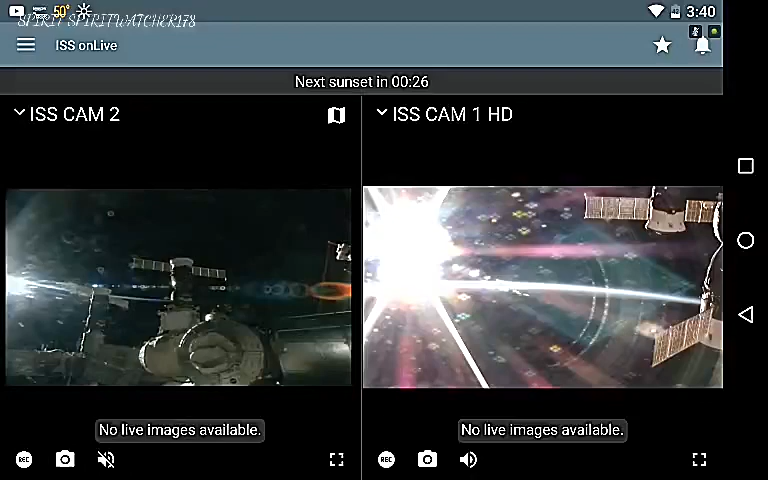 50°
3:40
SPIRIT SPIRITWATCHER178
ISS onLive
Next sunset in 00:26
ISS CAM 2
ISS CAM 1 HD
No live images available.
No live images available.
REC
REC